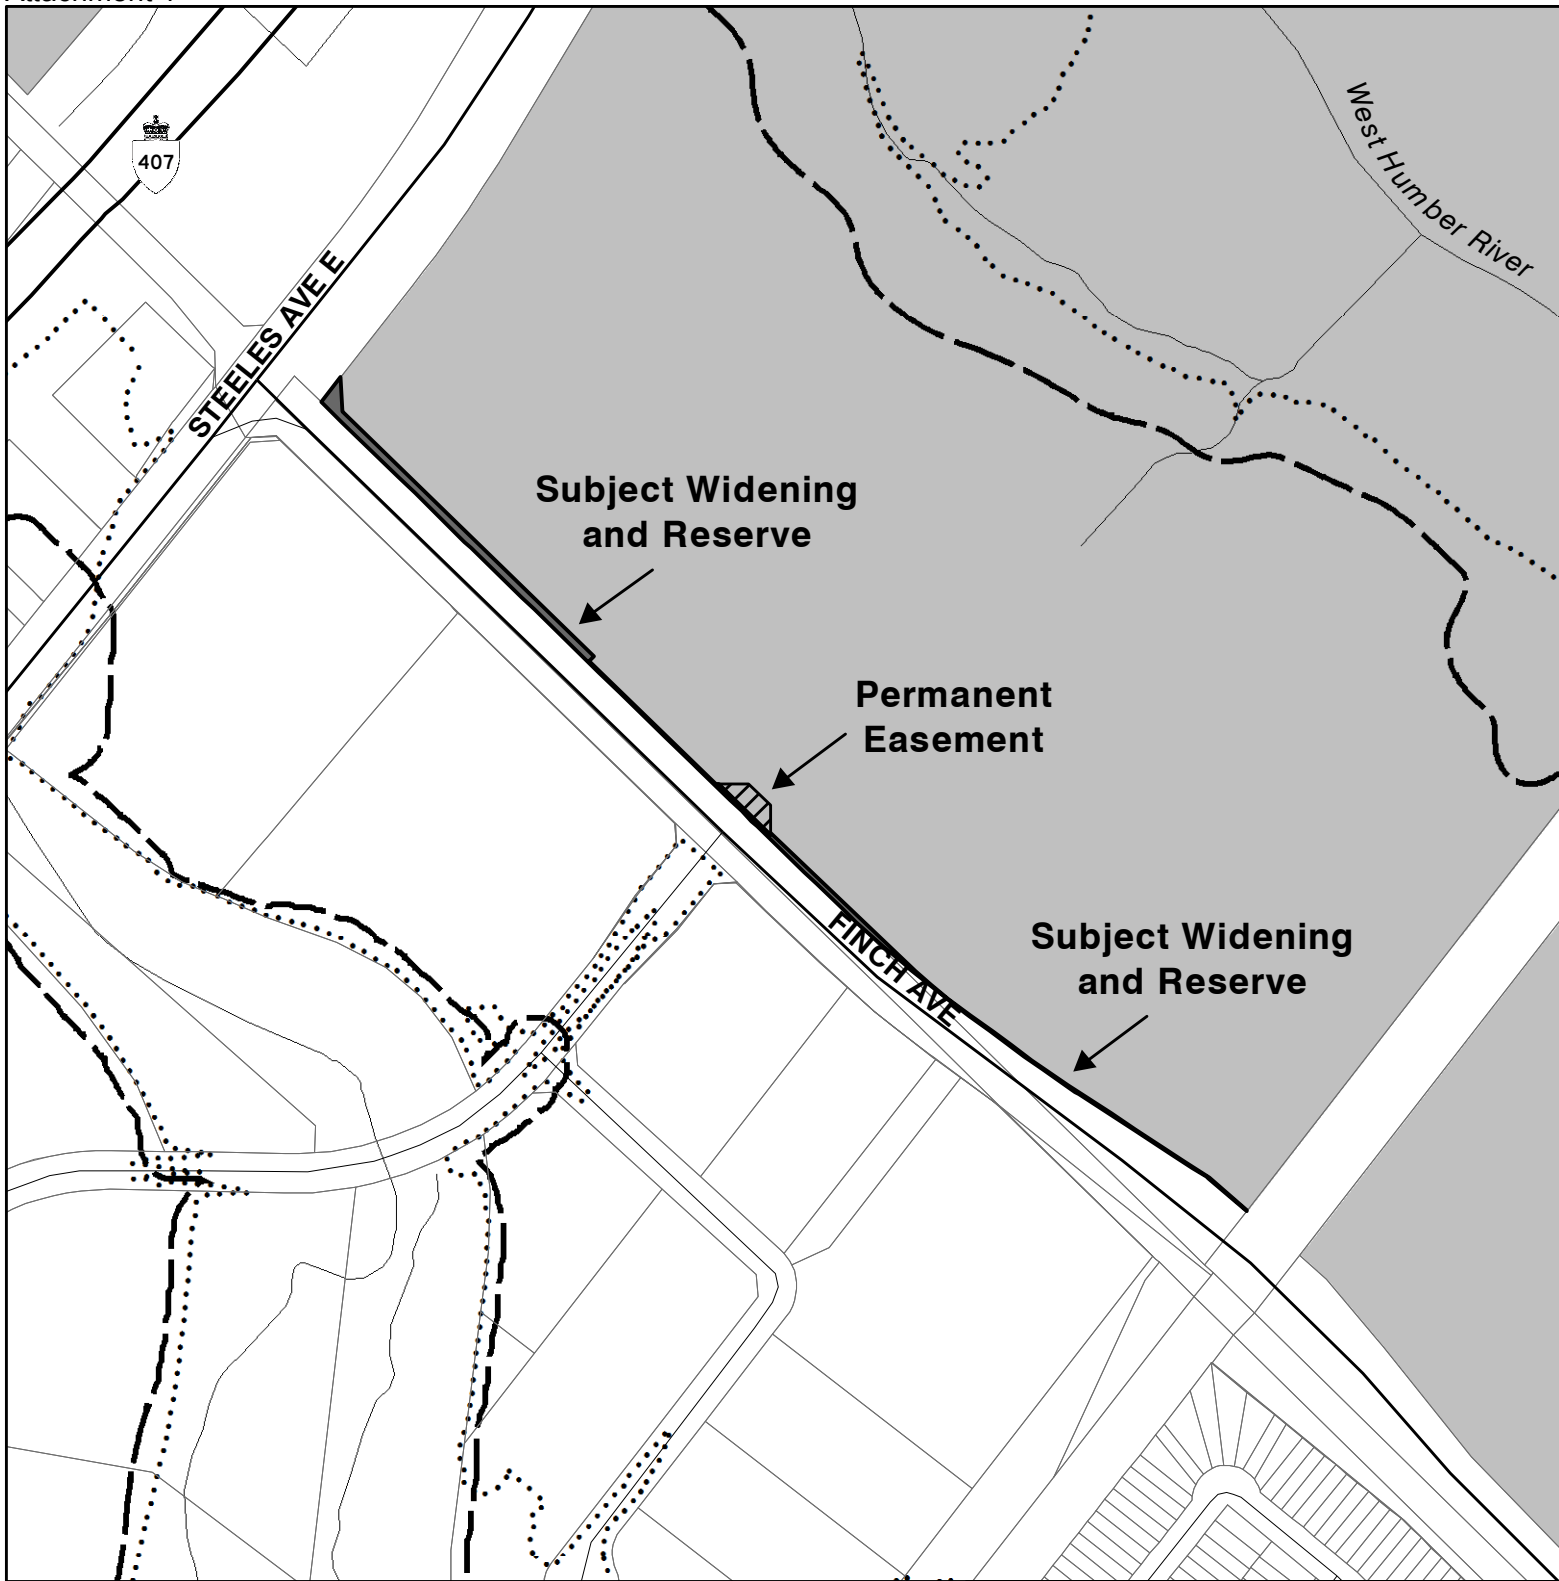 407
West Humber River
STEELES AVE E
Subject Widening
and Reserve
Permanent
Easement
FINCH AVE
Subject Widening
and Reserve